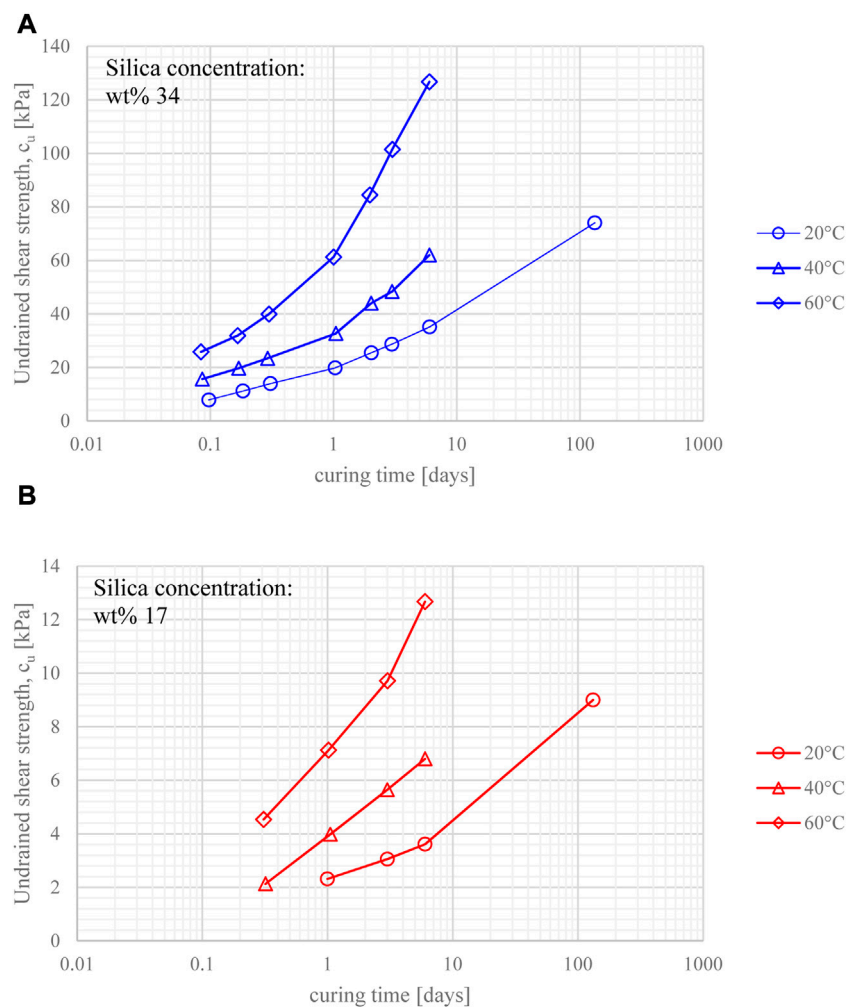 A
Silica concentration:
wt% 34
Undrained shear strength, cᵤ [kPa]
140
120
100
80
60
40
20
0
0.01 0.1 1 10 100 1000
curing time [days]
20°C
40°C
60°C
B
Silica concentration:
wt% 17
Undrained shear strength, cᵤ [kPa]
14
12
10
8
6
4
2
0
0.01 0.1 1 10 100 1000
curing time [days]
20°C
40°C
60°C